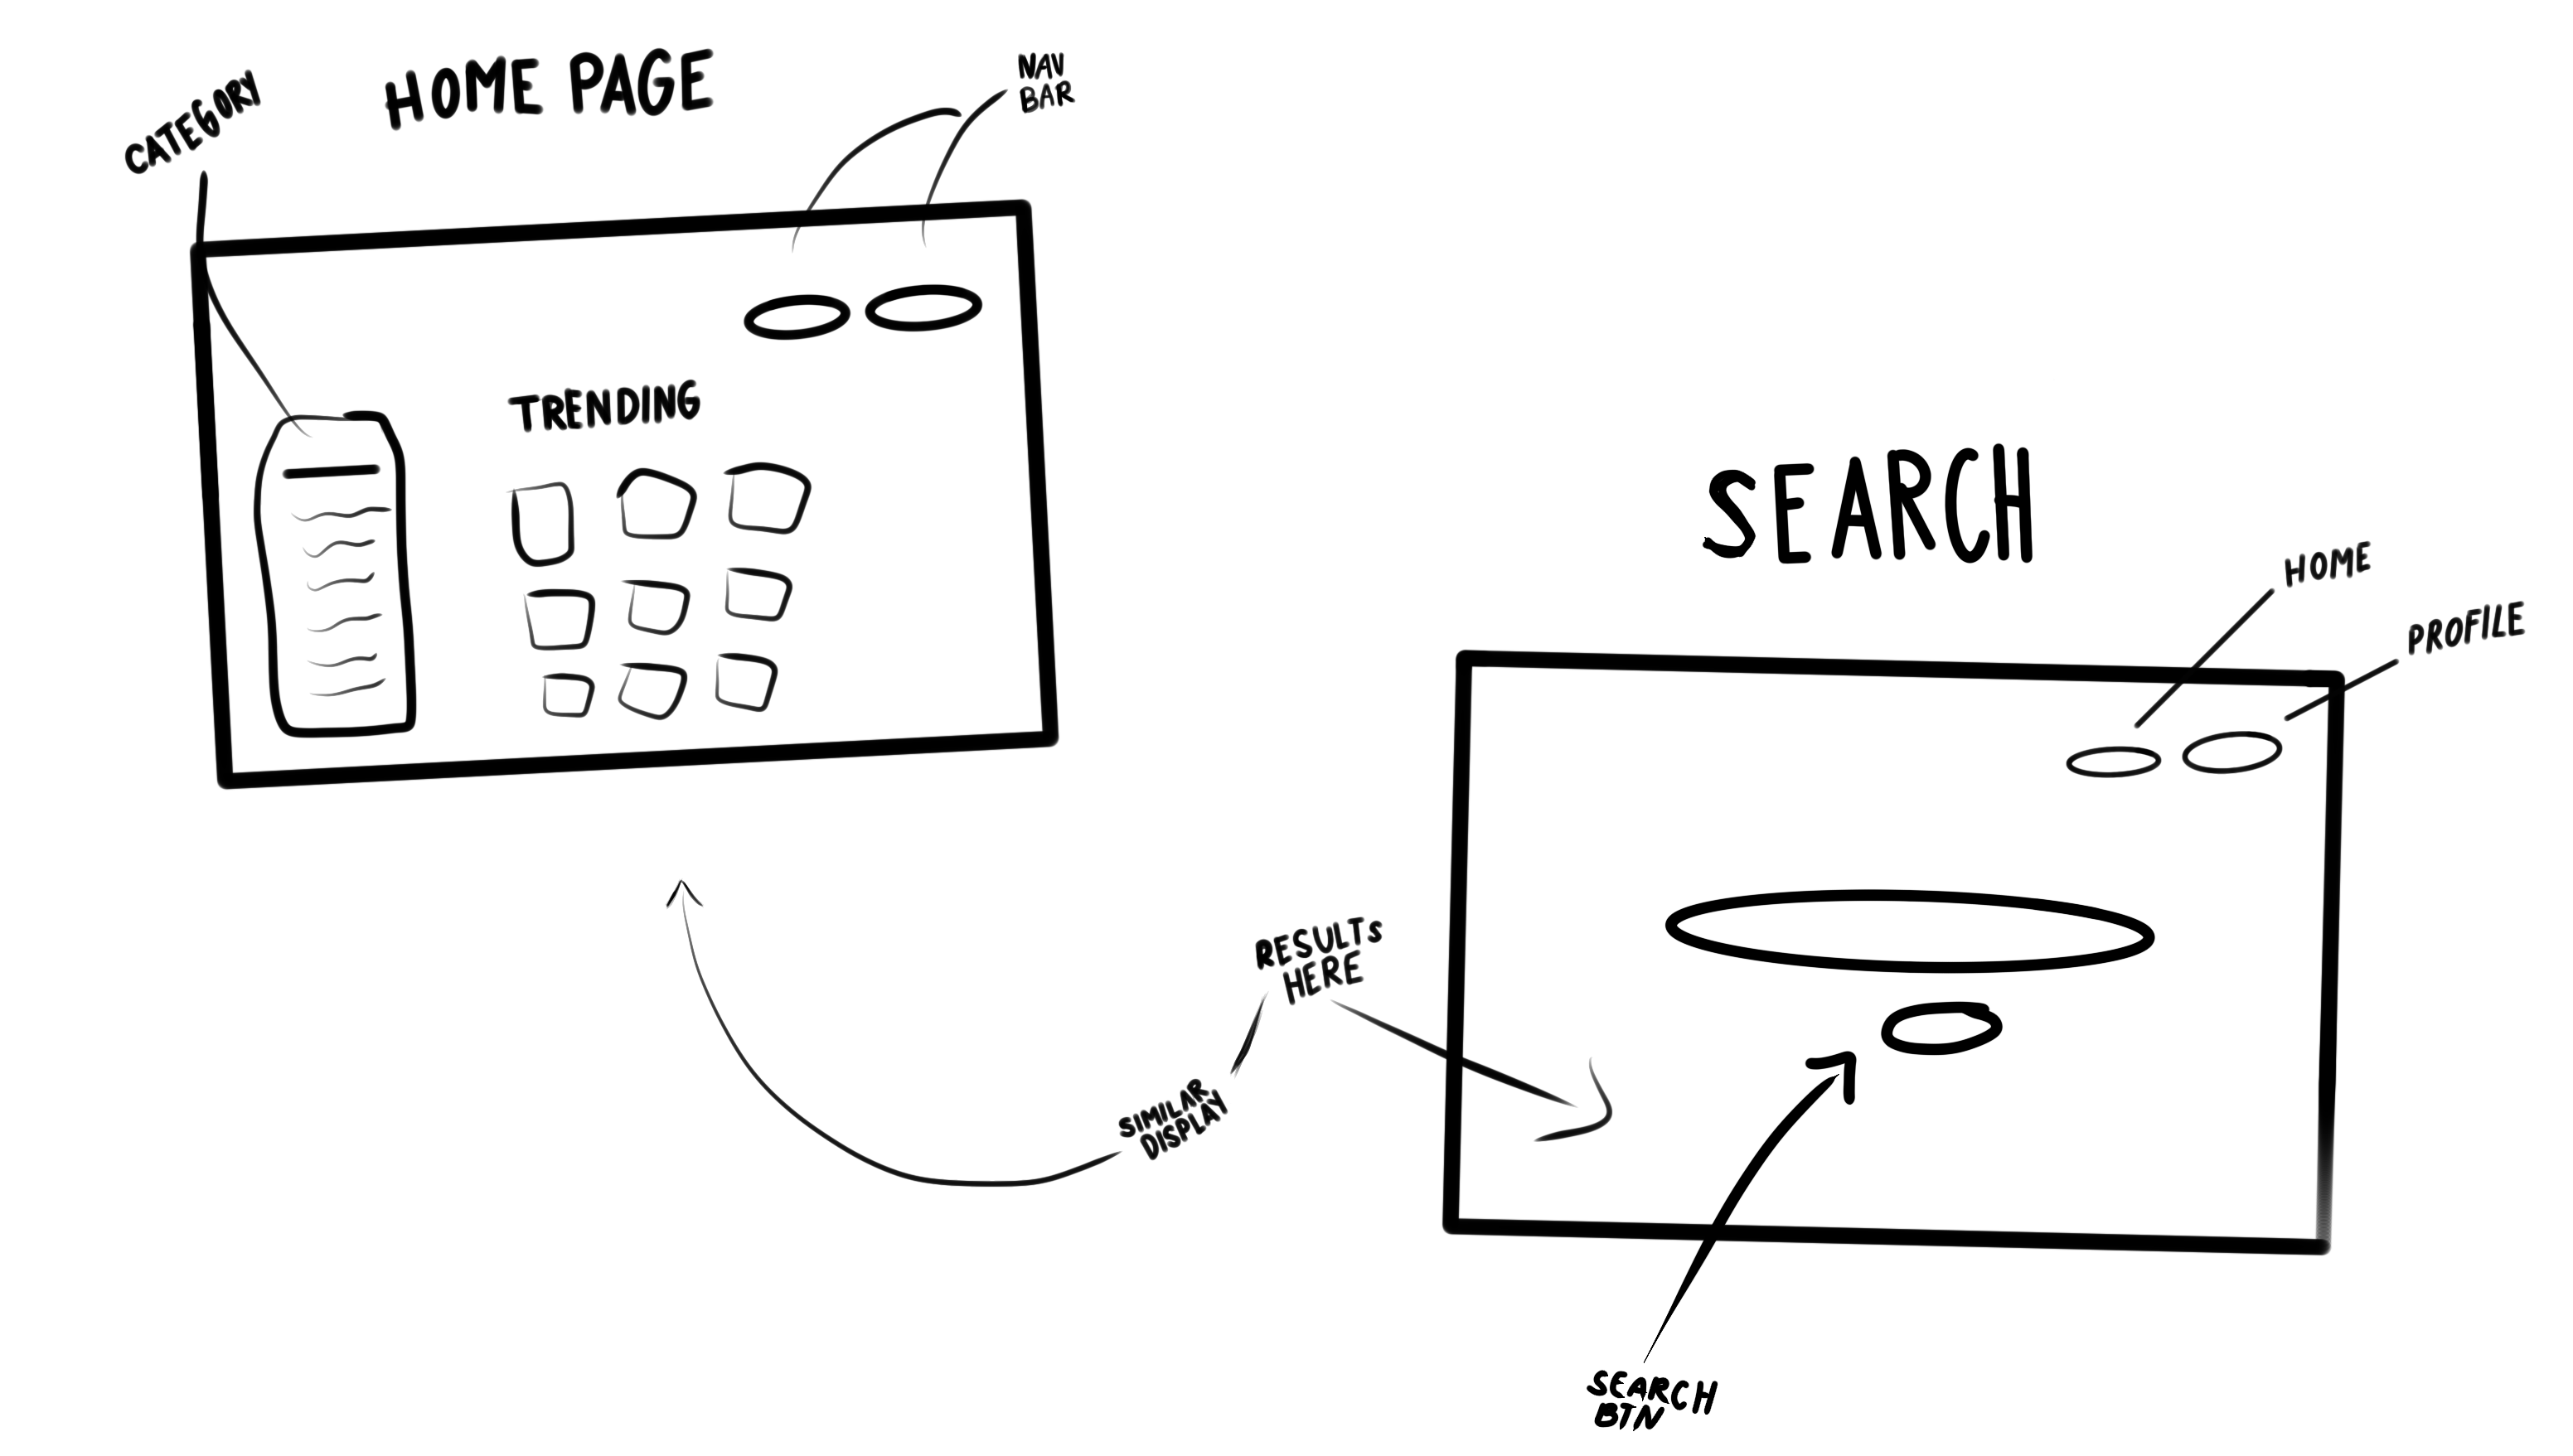 HOME PAGE
CATEGORY
NAV
BAR
TRENDING
SEARCH
HOME
PROFILE
RESULTs
HERE
SIMILAR
DISPLAY
SEARCH
BTN